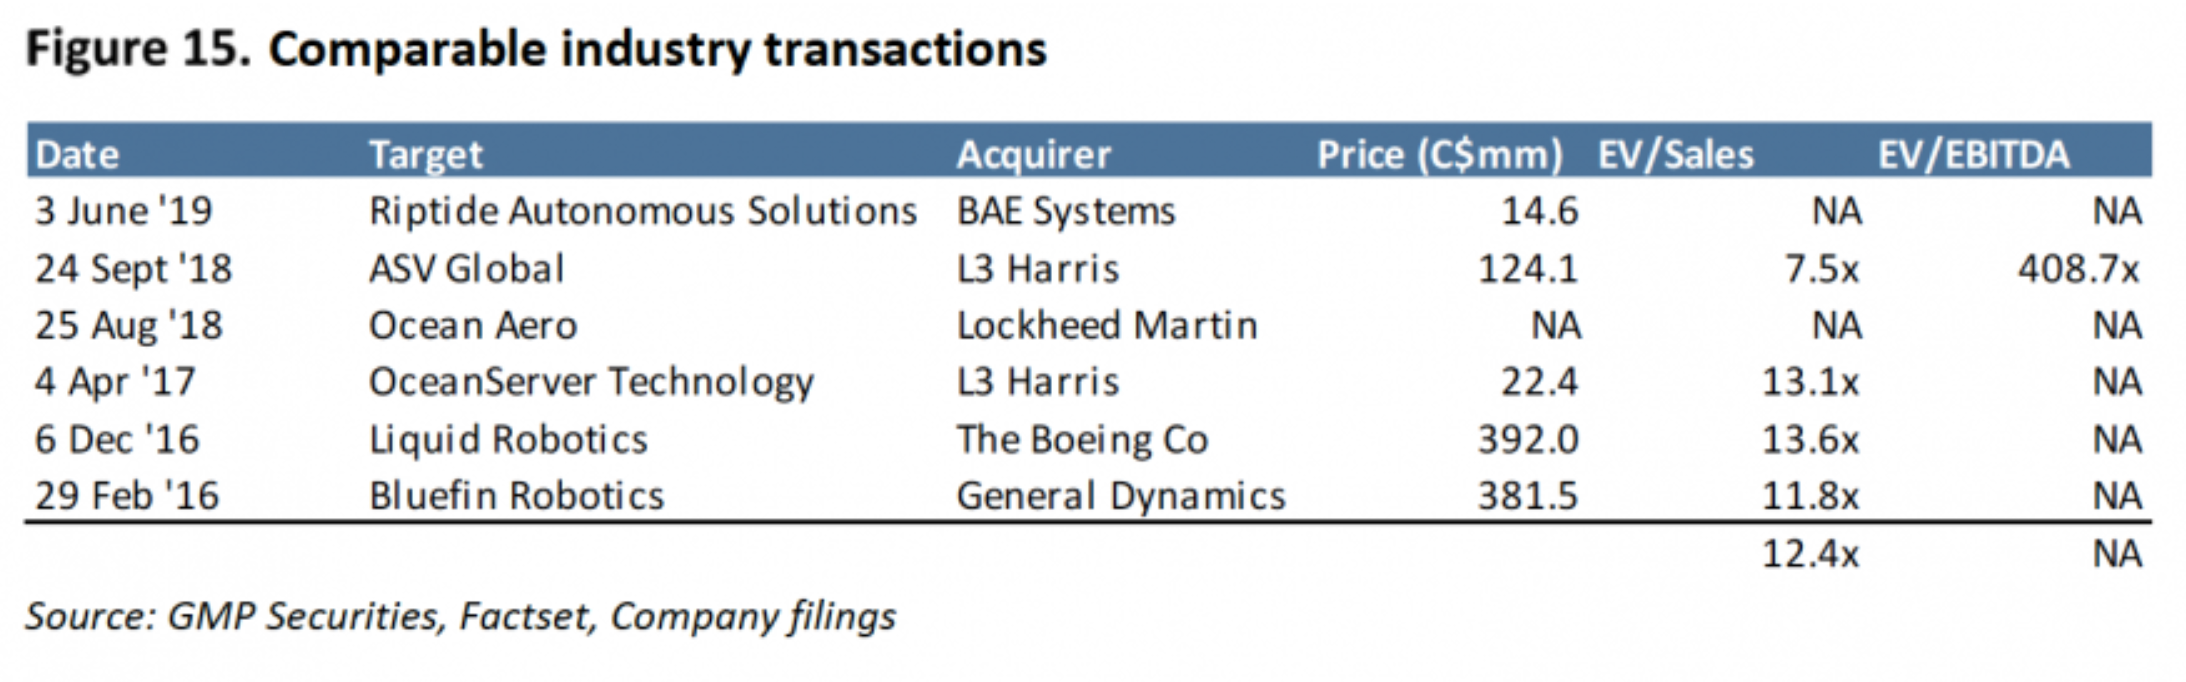 Figure 15. Comparable industry transactions
Date Target Acquirer Price (C$mm) EV/Sales EV/EBITDA
3 June '19 Riptide Autonomous Solutions BAE Systems 14.6 NA NA
24 Sept '18 ASV Global L3 Harris 124.1 7.5x 408.7x
25 Aug '18 Ocean Aero Lockheed Martin NA NA NA
4 Apr '17 OceanServer Technology L3 Harris 22.4 13.1x NA
6 Dec '16 Liquid Robotics The Boeing Co 392.0 13.6x NA
29 Feb '16 Bluefin Robotics General Dynamics 381.5 11.8x NA
12.4x NA
Source: GMP Securities, Factset, Company filings